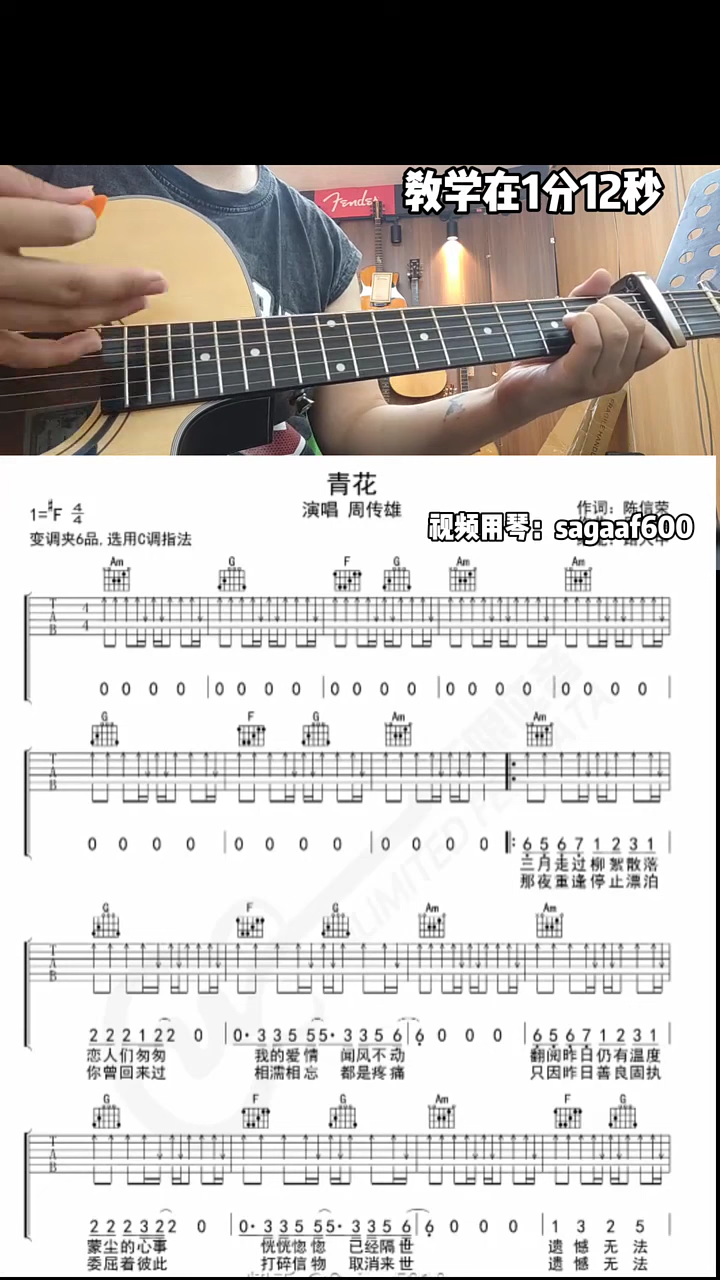 Fender
教学在1分12秒
青花
1=♯F 4/4
演唱 周传雄
作词：陈信荣
视频用琴：sagaaf600
变调夹6品,选用C调指法
Am G F G Am Am
T A B 4 4
0 0 0 0 | 0 0 0 0 | 0 0 0 0 | 0 0 0 0 | 0 0 0 0 |
G F G Am Am
T A B
0 0 0 0 | 0 0 0 0 | 0 0 0 0 ‖: 6 5 6 7 1 2 3 1 |
三月走过柳絮散落
那夜重逢停止漂泊
G F G Am Am
T A B
2 2 2 1 2 2 0 | 0· 3 3 5 5 5· 3 3 5 6 | 6 0 0 0 | 6 5 6 7 1 2 3 1 |
恋人们匆匆 我的爱情 闻风不动 翻阅昨日仍有温度
你曾回来过 相濡相忘 都是疼痛 只因昨日善良固执
G F G Am F G
T A B
2 2 2 3 2 2 0 | 0· 3 3 5 5 5· 3 3 5 6 | 6 0 0 0 | 1 3 2 5 |
蒙尘的心事 恍恍惚惚 已经隔世 遗憾无法
委屈着彼此 打碎信物 取消来世 遗憾无法
UNLIMITED